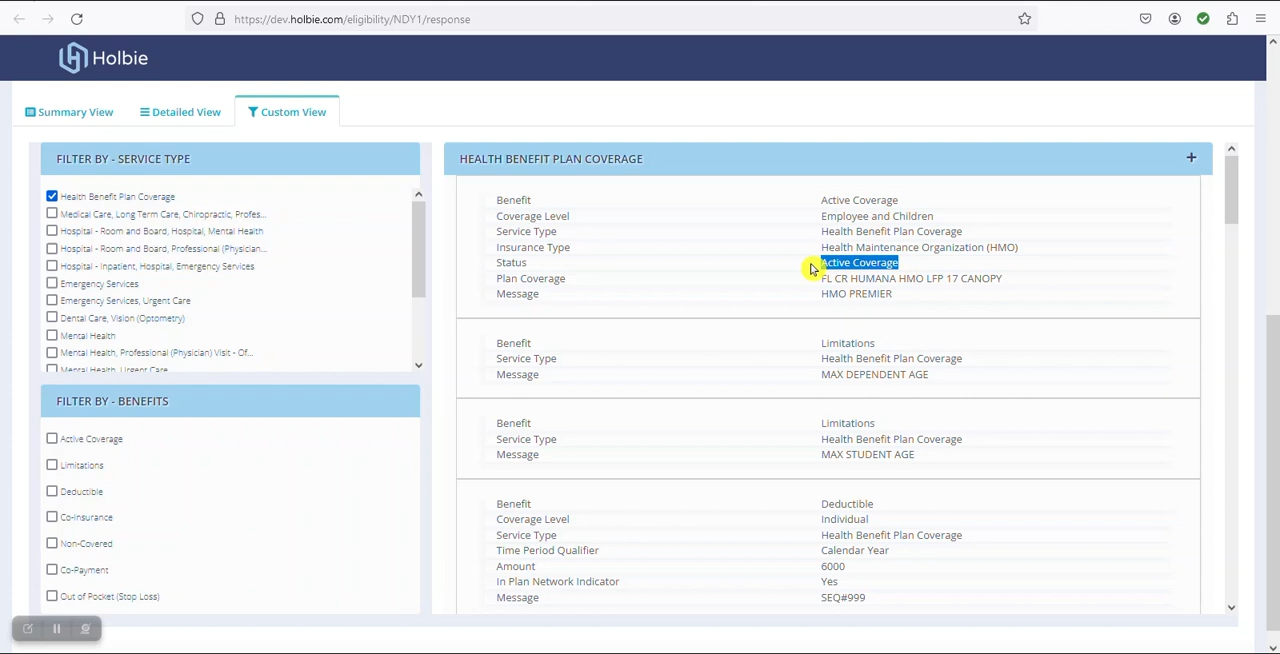 https://dev.holbie.com/eligibility/NDY1/response
Holbie
Summary View Detailed View Custom View
FILTER BY - SERVICE TYPE
Health Benefit Plan Coverage
Medical Care, Long Term Care, Chiropractic, Profes...
Hospital - Room and Board, Hospital, Mental Health
Hospital - Room and Board, Professional (Physician...
Hospital - Inpatient, Hospital, Emergency Services
Emergency Services
Emergency Services, Urgent Care
Dental Care, Vision (Optometry)
Mental Health
Mental Health, Professional (Physician) Visit - Of...
Mental Health, Urgent Care
FILTER BY - BENEFITS
Active Coverage
Limitations
Deductible
Co-Insurance
Non-Covered
Co-Payment
Out of Pocket (Stop Loss)
HEALTH BENEFIT PLAN COVERAGE +
Benefit Active Coverage
Coverage Level Employee and Children
Service Type Health Benefit Plan Coverage
Insurance Type Health Maintenance Organization (HMO)
Status Active Coverage
Plan Coverage FL CR HUMANA HMO LFP 17 CANOPY
Message HMO PREMIER
Benefit Limitations
Service Type Health Benefit Plan Coverage
Message MAX DEPENDENT AGE
Benefit Limitations
Service Type Health Benefit Plan Coverage
Message MAX STUDENT AGE
Benefit Deductible
Coverage Level Individual
Service Type Health Benefit Plan Coverage
Time Period Qualifier Calendar Year
Amount 6000
In Plan Network Indicator Yes
Message SEQ#999